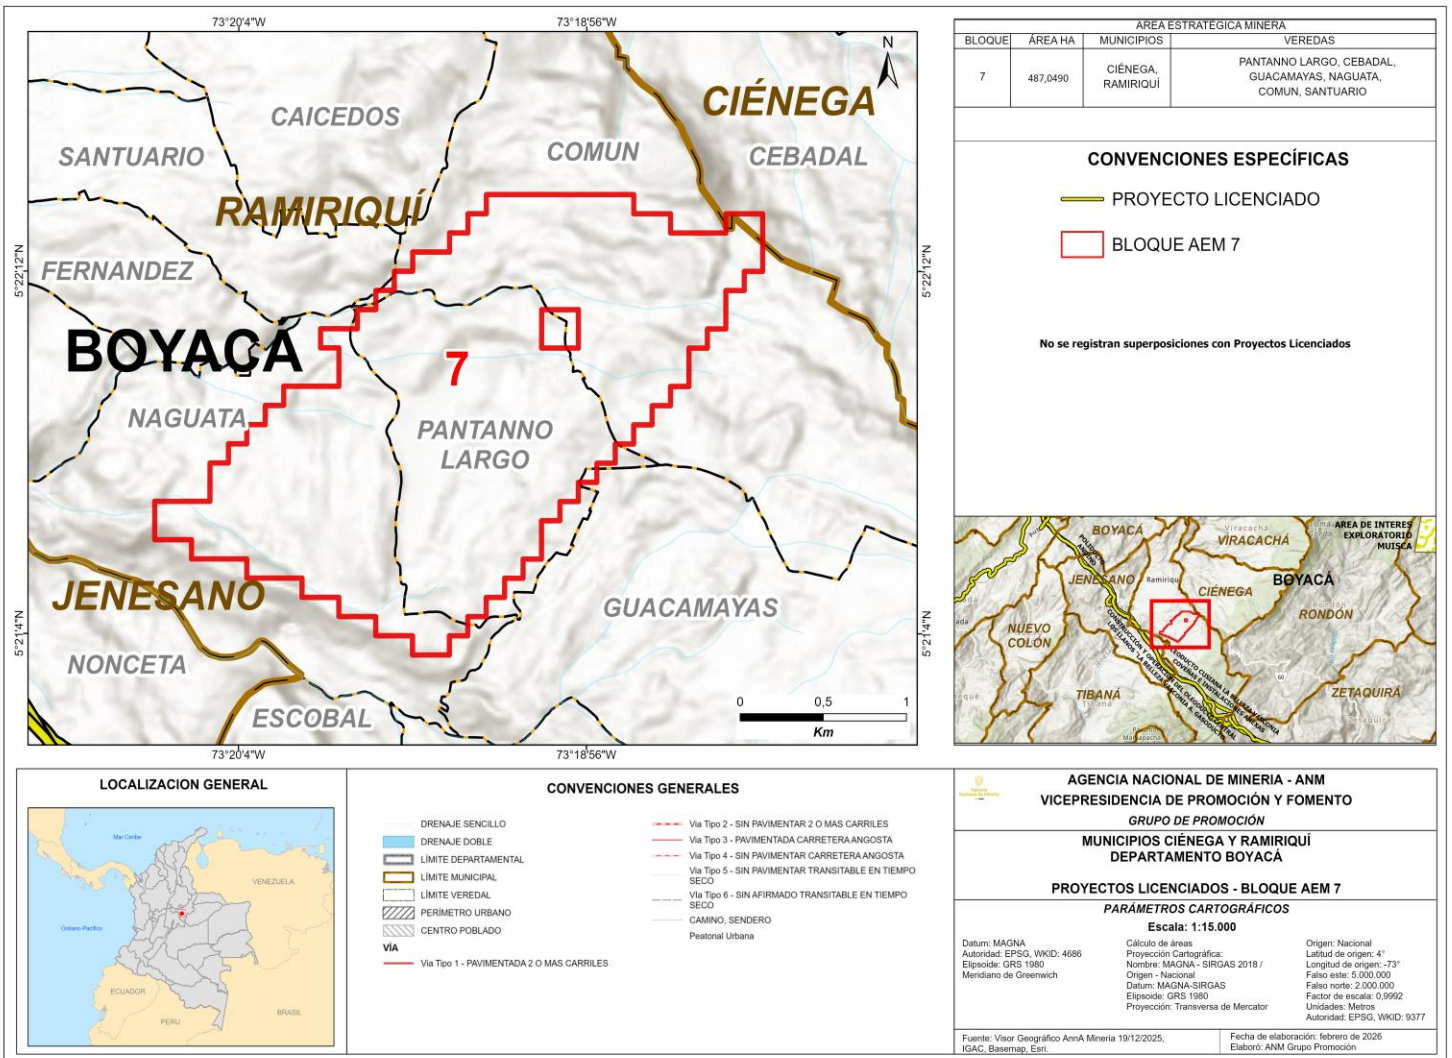 73°20'4"W
73°18'56"W
N
CIÉNEGA
CAICEDOS
SANTUARIO
COMUN
CEBADAL
RAMIRIQUÍ
FERNANDEZ
5°22'12"N
5°22'12"N
BOYACÁ
7
NAGUATA
PANTANNO
LARGO
JENESANO
GUACAMAYAS
5°21'4"N
5°21'4"N
NONCETA
ESCOBAL
0
0,5
1
Km
73°20'4"W
73°18'56"W
AREA ESTRATÉGICA MINERA
BLOQUE ÁREA HA MUNICIPIOS VEREDAS
7 487,0490 CIÉNEGA, RAMIRIQUÍ PANTANNO LARGO, CEBADAL, GUACAMAYAS, NAGUATA, COMUN, SANTUARIO
CONVENCIONES ESPECÍFICAS
PROYECTO LICENCIADO
BLOQUE AEM 7
No se registran superposiciones con Proyectos Licenciados
BOYACÁ
Viracachá
VIRACACHÁ
AREA DE INTERES
EXPLORATORIO
MUISCA
POLIDUCTO
ANDINO
JENESANO
Ramiriquí
CIÉNEGA
BOYACÁ
RONDÓN
NUEVO
COLÓN
TIBANÁ
Tibaná
60
ZETAQUIRÁ
LOCALIZACION GENERAL
Mar Caribe
VENEZUELA
Océano Pacífico
ECUADOR
PERU
BRASIL
CONVENCIONES GENERALES
DRENAJE SENCILLO
DRENAJE DOBLE
LÍMITE DEPARTAMENTAL
LÍMITE MUNICIPAL
LÍMITE VEREDAL
PERÍMETRO URBANO
CENTRO POBLADO
VÍA
Via Tipo 1 - PAVIMENTADA 2 O MAS CARRILES
Via Tipo 2 - SIN PAVIMENTAR 2 O MAS CARRILES
Via Tipo 3 - PAVIMENTADA CARRETERA ANGOSTA
Via Tipo 4 - SIN PAVIMENTAR CARRETERA ANGOSTA
Via Tipo 5 - SIN PAVIMENTAR TRANSITABLE EN TIEMPO
SECO
Via Tipo 6 - SIN AFIRMADO TRANSITABLE EN TIEMPO
SECO
CAMINO, SENDERO
Peatonal Urbana
AGENCIA NACIONAL DE MINERIA - ANM
VICEPRESIDENCIA DE PROMOCIÓN Y FOMENTO
GRUPO DE PROMOCIÓN
MUNICIPIOS CIÉNEGA Y RAMIRIQUÍ
DEPARTAMENTO BOYACÁ
PROYECTOS LICENCIADOS - BLOQUE AEM 7
PARÁMETROS CARTOGRÁFICOS
Escala: 1:15.000
Datum: MAGNA
Autoridad: EPSG, WKID: 4686
Elipsoide: GRS 1980
Meridiano de Greenwich
Cálculo de áreas
Proyección Cartográfica:
Nombre: MAGNA - SIRGAS 2018 /
Origen - Nacional
Datum: MAGNA-SIRGAS
Elipsoide: GRS 1980
Proyección: Transversa de Mercator
Origen: Nacional
Latitud de origen: 4°
Longitud de origen: -73°
Falso este: 5.000.000
Falso norte: 2.000.000
Factor de escala: 0,9992
Unidades: Metros
Autoridad: EPSG, WKID: 9377
Fuente: Visor Geográfico AnnA Mineria 19/12/2025,
IGAC, Basemap, Esri.
Fecha de elaboración: febrero de 2026
Elaboró: ANM Grupo Promoción